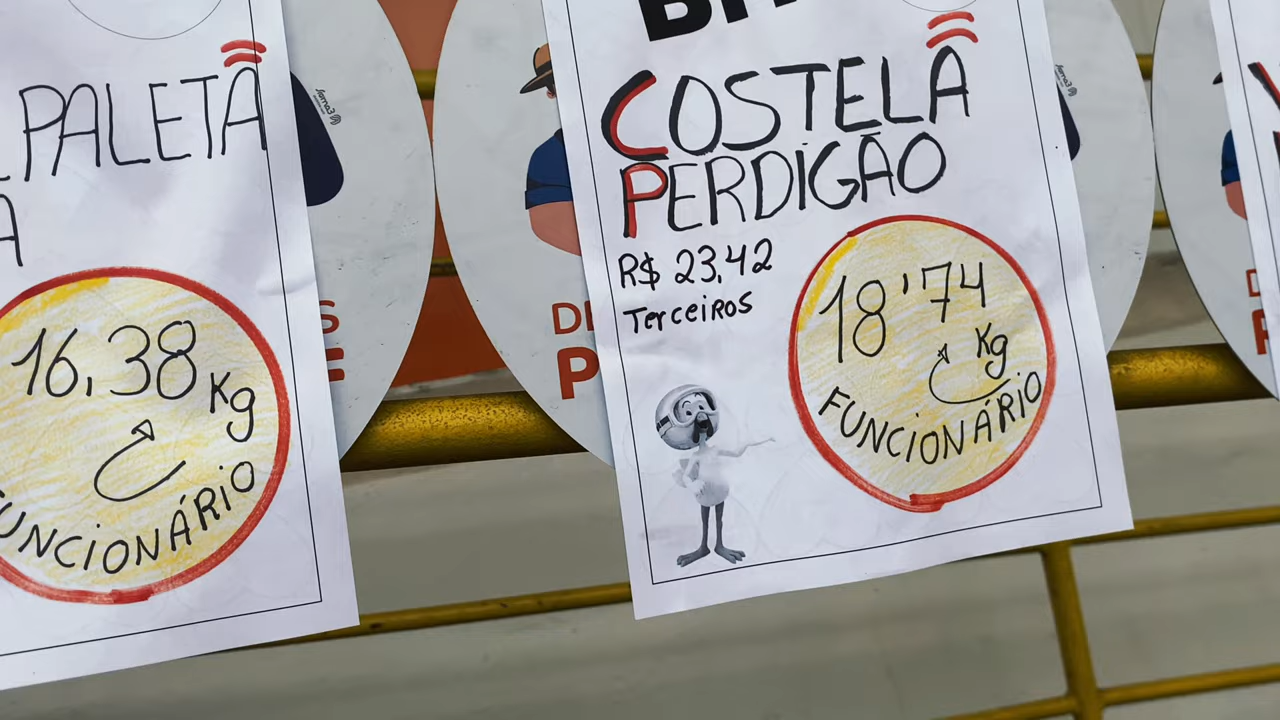 PALETA
A
16,38
Kg
FUNCIONÁRIO
COSTELA
PERDIGÃO
R$ 23,42
Terceiros
18'74
Kg
FUNCIONÁRIO
P